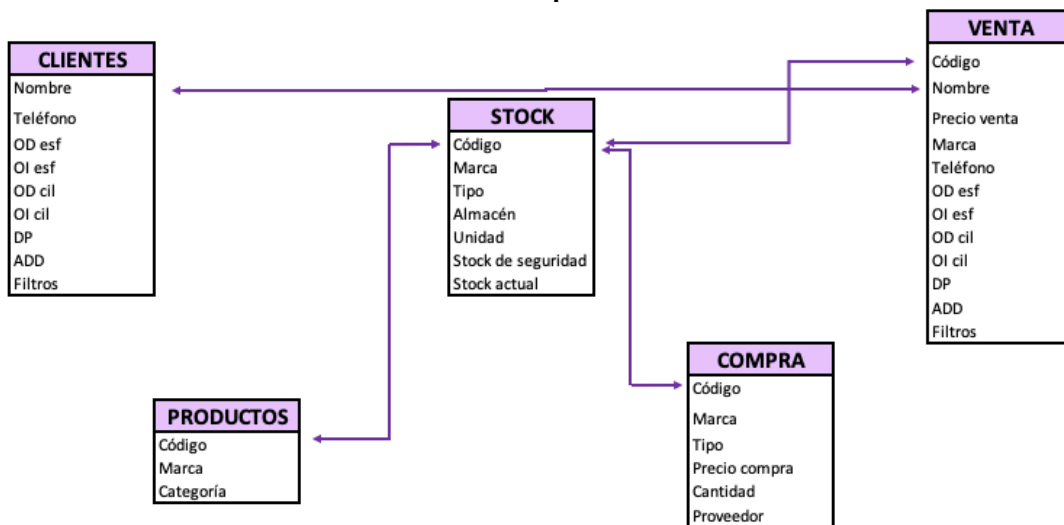 CLIENTES
Nombre
Teléfono
OD esf
OI esf
OD cil
OI cil
DP
ADD
Filtros
STOCK
Código
Marca
Tipo
Almacén
Unidad
Stock de seguridad
Stock actual
VENTA
Código
Nombre
Precio venta
Marca
Teléfono
OD esf
OI esf
OD cil
OI cil
DP
ADD
Filtros
PRODUCTOS
Código
Marca
Categoría
COMPRA
Código
Marca
Tipo
Precio compra
Cantidad
Proveedor